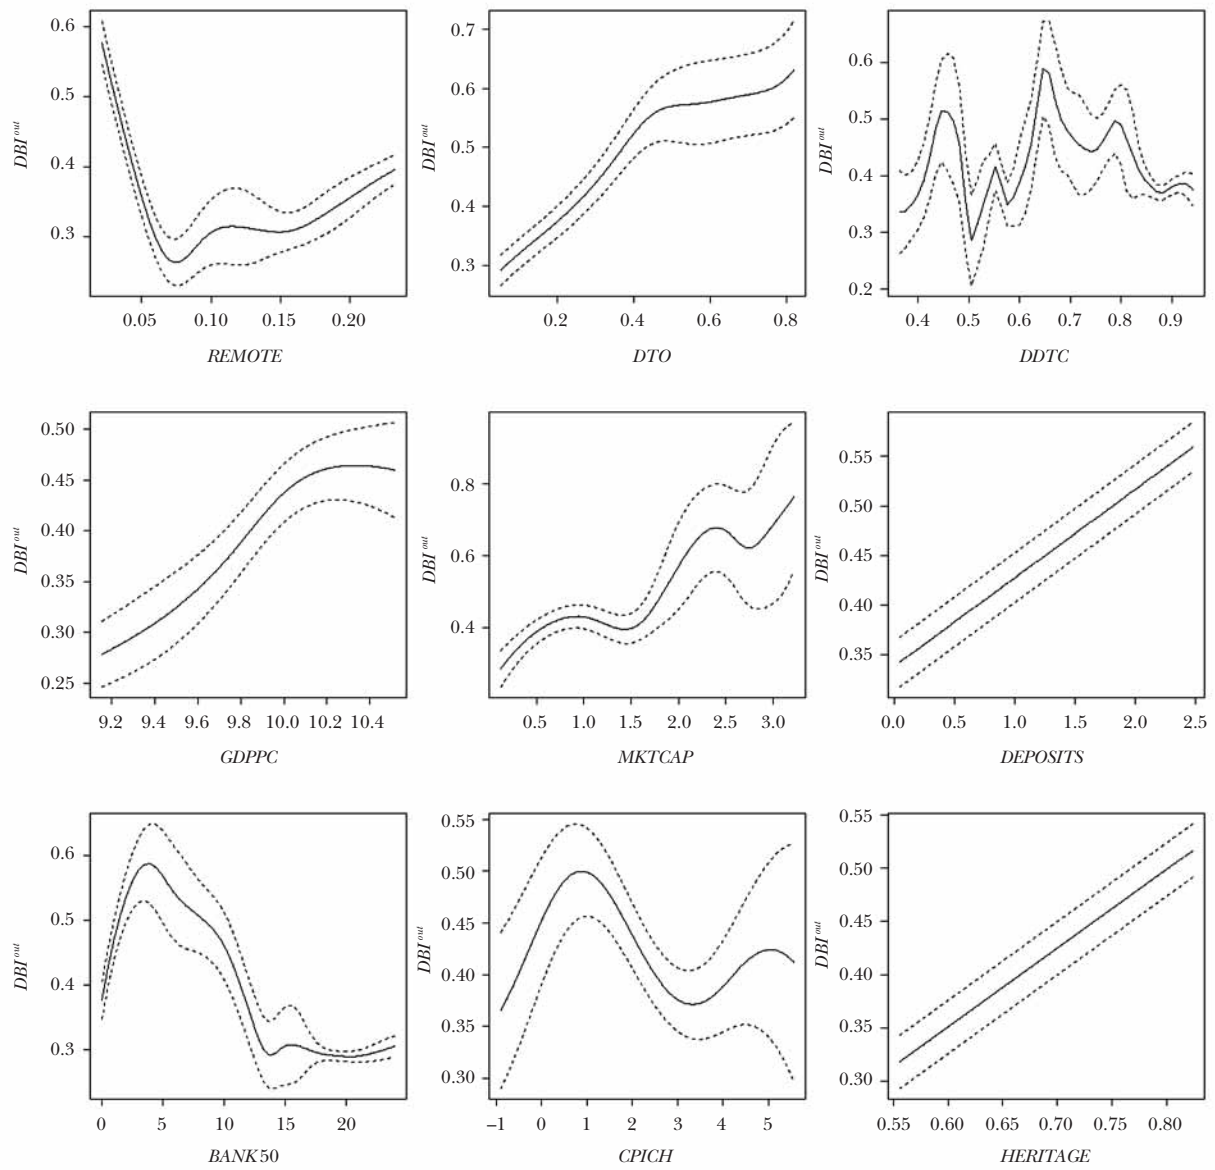 0.6
0.5
0.4
0.3
DBI^out
0.05 0.10 0.15 0.20
REMOTE
0.7
0.6
0.5
0.4
0.3
DBI^out
0.2 0.4 0.6 0.8
DTO
0.6
0.5
0.4
0.3
0.2
DBI^out
0.4 0.5 0.6 0.7 0.8 0.9
DDTC
0.50
0.45
0.40
0.35
0.30
0.25
DBI^out
9.2 9.4 9.6 9.8 10.0 10.2 10.4
GDPPC
0.8
0.6
0.4
DBI^out
0.5 1.0 1.5 2.0 2.5 3.0
MKTCAP
0.55
0.50
0.45
0.40
0.35
DBI^out
0.0 0.5 1.0 1.5 2.0 2.5
DEPOSITS
0.6
0.5
0.4
0.3
DBI^out
0 5 10 15 20
BANK50
0.55
0.50
0.45
0.40
0.35
0.30
DBI^out
−1 0 1 2 3 4 5
CPICH
0.55
0.50
0.45
0.40
0.35
0.30
DBI^out
0.55 0.60 0.65 0.70 0.75 0.80
HERITAGE